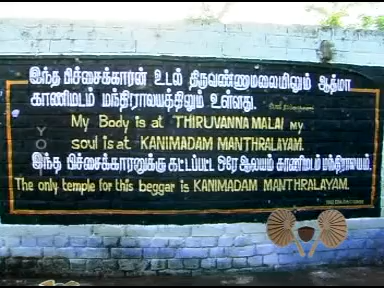 இந்த பிச்சைக்காரன் உடல் திருவண்ணாமலையிலும் ஆத்மா
காணிமடம் மந்திராலயத்திலும் உள்ளது.
My Body is at THIRUVANNA MALAI my
soul is at KANIMADAM MANTHRALAYAM.
இந்த பிச்சைக்காரனுக்கு கட்டப்பட்ட ஒரே ஆலயம் காணிமடம் மந்திராலயம்.
The only temple for this beggar is KANIMADAM MANTHRALAYAM.